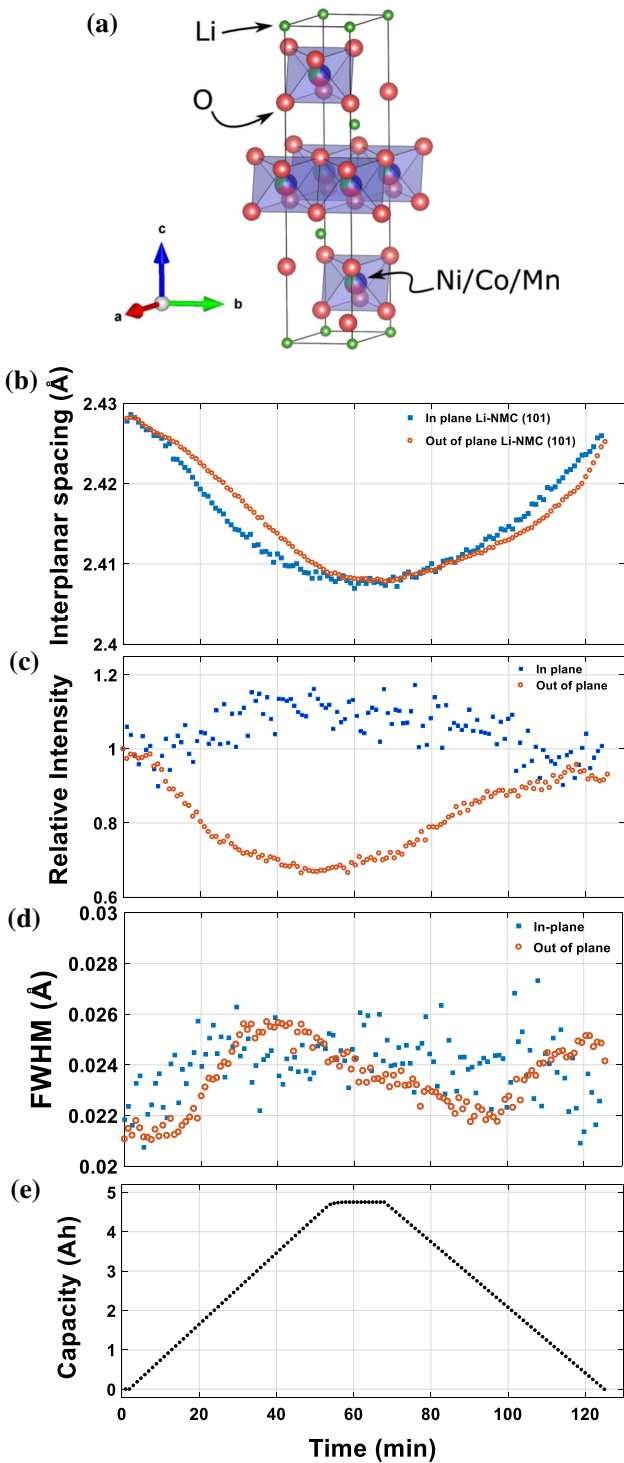 (a)
Li
O
c
a
b
Ni/Co/Mn
(b)
Interplanar spacing (Å)
2.43
2.42
2.41
2.4
In plane Li-NMC (101)
Out of plane Li-NMC (101)
(c)
Relative Intensity
1.2
1
0.8
0.6
In plane
Out of plane
(d)
FWHM (Å)
0.03
0.028
0.026
0.024
0.022
0.02
In-plane
Out of plane
(e)
Capacity (Ah)
5
4
3
2
1
0
0 20 40 60 80 100 120
Time (min)